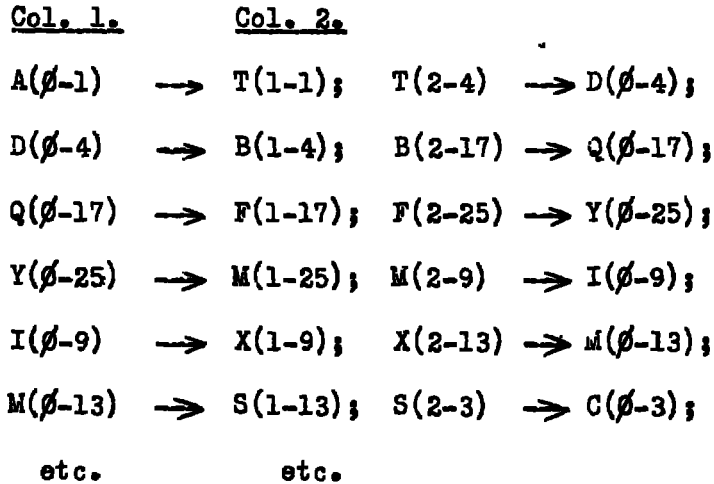 Col. 1. Col. 2.
A(Ø-1) → T(1-1); T(2-4) → D(Ø-4);
D(Ø-4) → B(1-4); B(2-17) → Q(Ø-17);
Q(Ø-17) → F(1-17); F(2-25) → Y(Ø-25);
Y(Ø-25) → M(1-25); M(2-9) → I(Ø-9);
I(Ø-9) → X(1-9); X(2-13) → M(Ø-13);
M(Ø-13) → S(1-13); S(2-3) → C(Ø-3);
etc. etc.